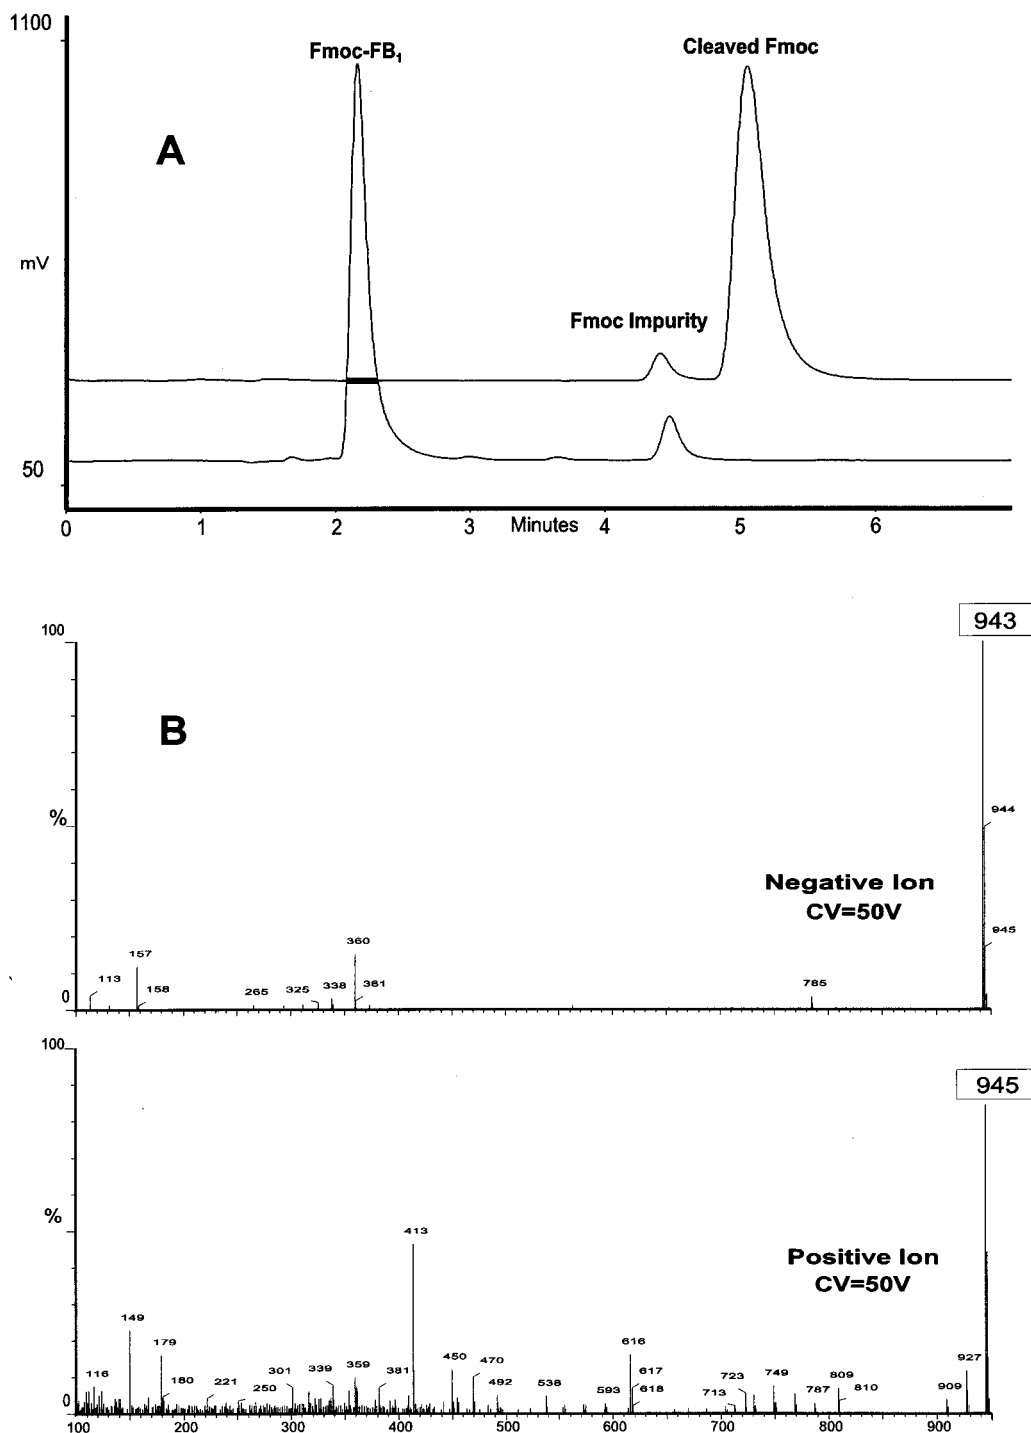 1100
Fmoc-FB1
Cleaved Fmoc
A
mV
Fmoc Impurity
50
0 1 2 3 Minutes 4 5 6
943
100
B
944
%
Negative Ion
CV=50V
945
360
157
113 158 265 325 338 361 785
0
100
945
413
%
Positive Ion
CV=50V
149
179
616
116 180 221 250 301 339 359 381 450 470 492 538 593 617 618 713 723 749 787 809 810 909 927
0
100 200 300 400 500 600 700 800 900